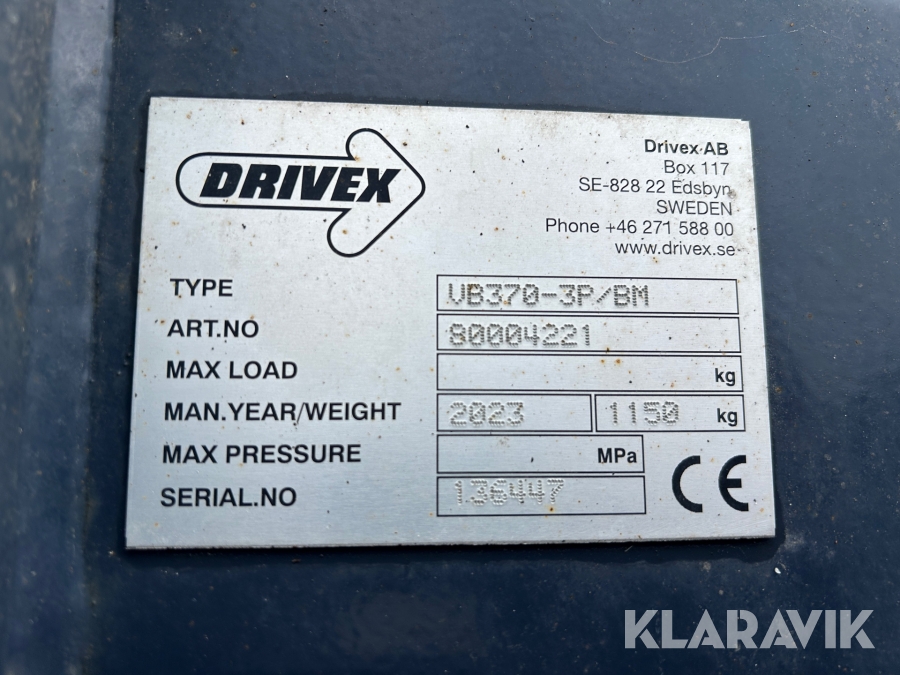 DRIVEX
Drivex AB
Box 117
SE-828 22 Edsbyn
SWEDEN
Phone +46 271 588 00
www.drivex.se
TYPE VB370-3P/BM
ART.NO 80004221
MAX LOAD kg
MAN.YEAR/WEIGHT 2023 1150 kg
MAX PRESSURE MPa
SERIAL.NO 136447
CE
KLARAVIK